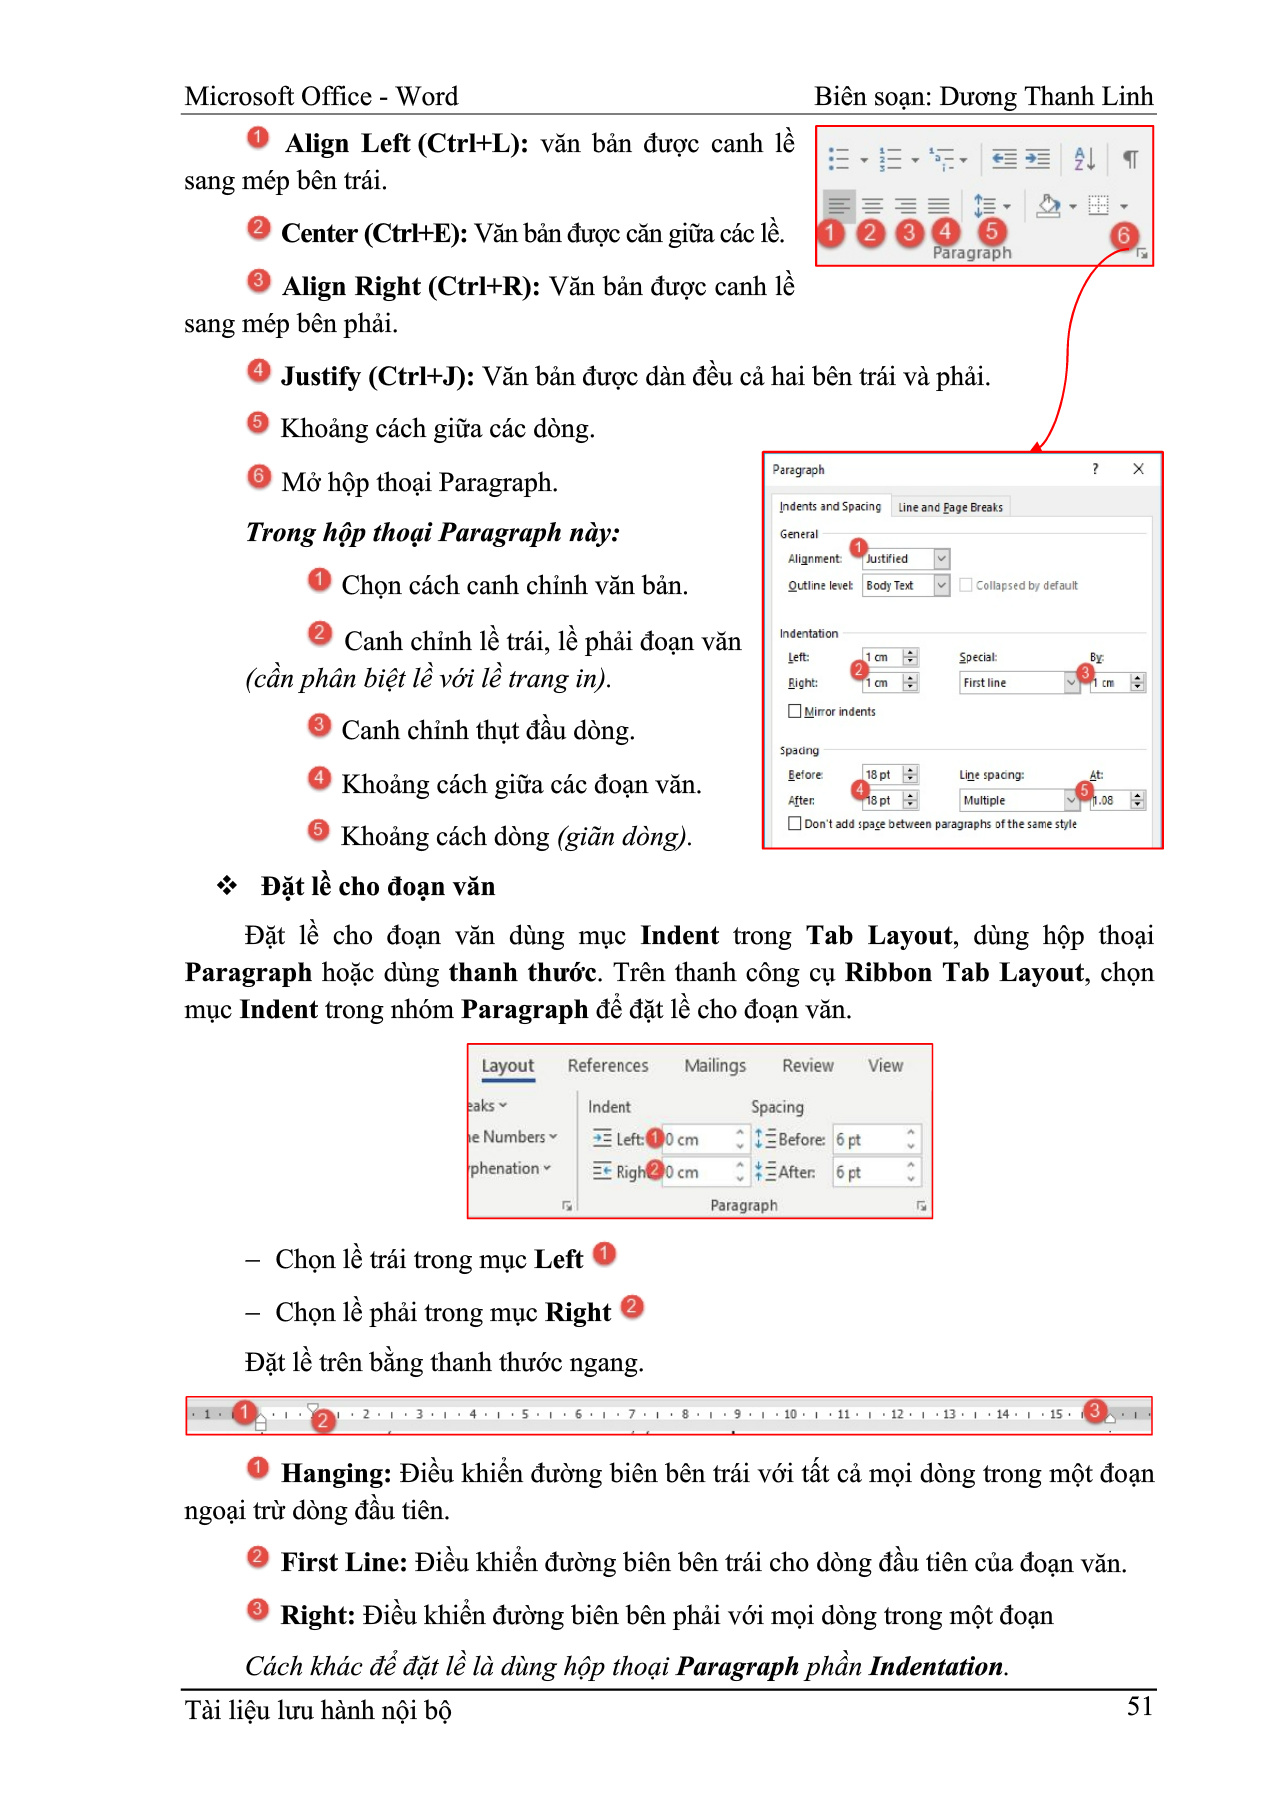 Microsoft Office - Word
Biên soạn: Dương Thanh Linh
1 Align Left (Ctrl+L): văn bản được canh lề
sang mép bên trái.
2 Center (Ctrl+E): Văn bản được căn giữa các lề.
3 Align Right (Ctrl+R): Văn bản được canh lề
sang mép bên phải.
1 2 3 4 5 6
Paragraph
4 Justify (Ctrl+J): Văn bản được dàn đều cả hai bên trái và phải.
5 Khoảng cách giữa các dòng.
6 Mở hộp thoại Paragraph.
Trong hộp thoại Paragraph này:
1 Chọn cách canh chỉnh văn bản.
2 Canh chỉnh lề trái, lề phải đoạn văn
(cần phân biệt lề với lề trang in).
3 Canh chỉnh thụt đầu dòng.
4 Khoảng cách giữa các đoạn văn.
5 Khoảng cách dòng (giãn dòng).
Paragraph ? X
Indents and Spacing Line and Page Breaks
General
Alignment: 1 Justified
Outline level: Body Text Collapsed by default
Indentation
Left: 1 cm Special: By:
Right: 2 1 cm First line 3 1 cm
Mirror indents
Spacing
Before: 18 pt Line spacing: At:
After: 4 18 pt Multiple 5 1.08
Don't add space between paragraphs of the same style
❖ Đặt lề cho đoạn văn
Đặt lề cho đoạn văn dùng mục Indent trong Tab Layout, dùng hộp thoại
Paragraph hoặc dùng thanh thước. Trên thanh công cụ Ribbon Tab Layout, chọn
mục Indent trong nhóm Paragraph để đặt lề cho đoạn văn.
Layout References Mailings Review View
eaks Indent Spacing
e Numbers Left: 1 0 cm Before: 6 pt
phenation Righ 2 0 cm After: 6 pt
Paragraph
– Chọn lề trái trong mục Left 1
– Chọn lề phải trong mục Right 2
Đặt lề trên bằng thanh thước ngang.
1 1 2 2 3 4 5 6 7 8 9 10 11 12 13 14 15 3
1 Hanging: Điều khiển đường biên bên trái với tất cả mọi dòng trong một đoạn
ngoại trừ dòng đầu tiên.
2 First Line: Điều khiển đường biên bên trái cho dòng đầu tiên của đoạn văn.
3 Right: Điều khiển đường biên bên phải với mọi dòng trong một đoạn
Cách khác để đặt lề là dùng hộp thoại Paragraph phần Indentation.
Tài liệu lưu hành nội bộ
51